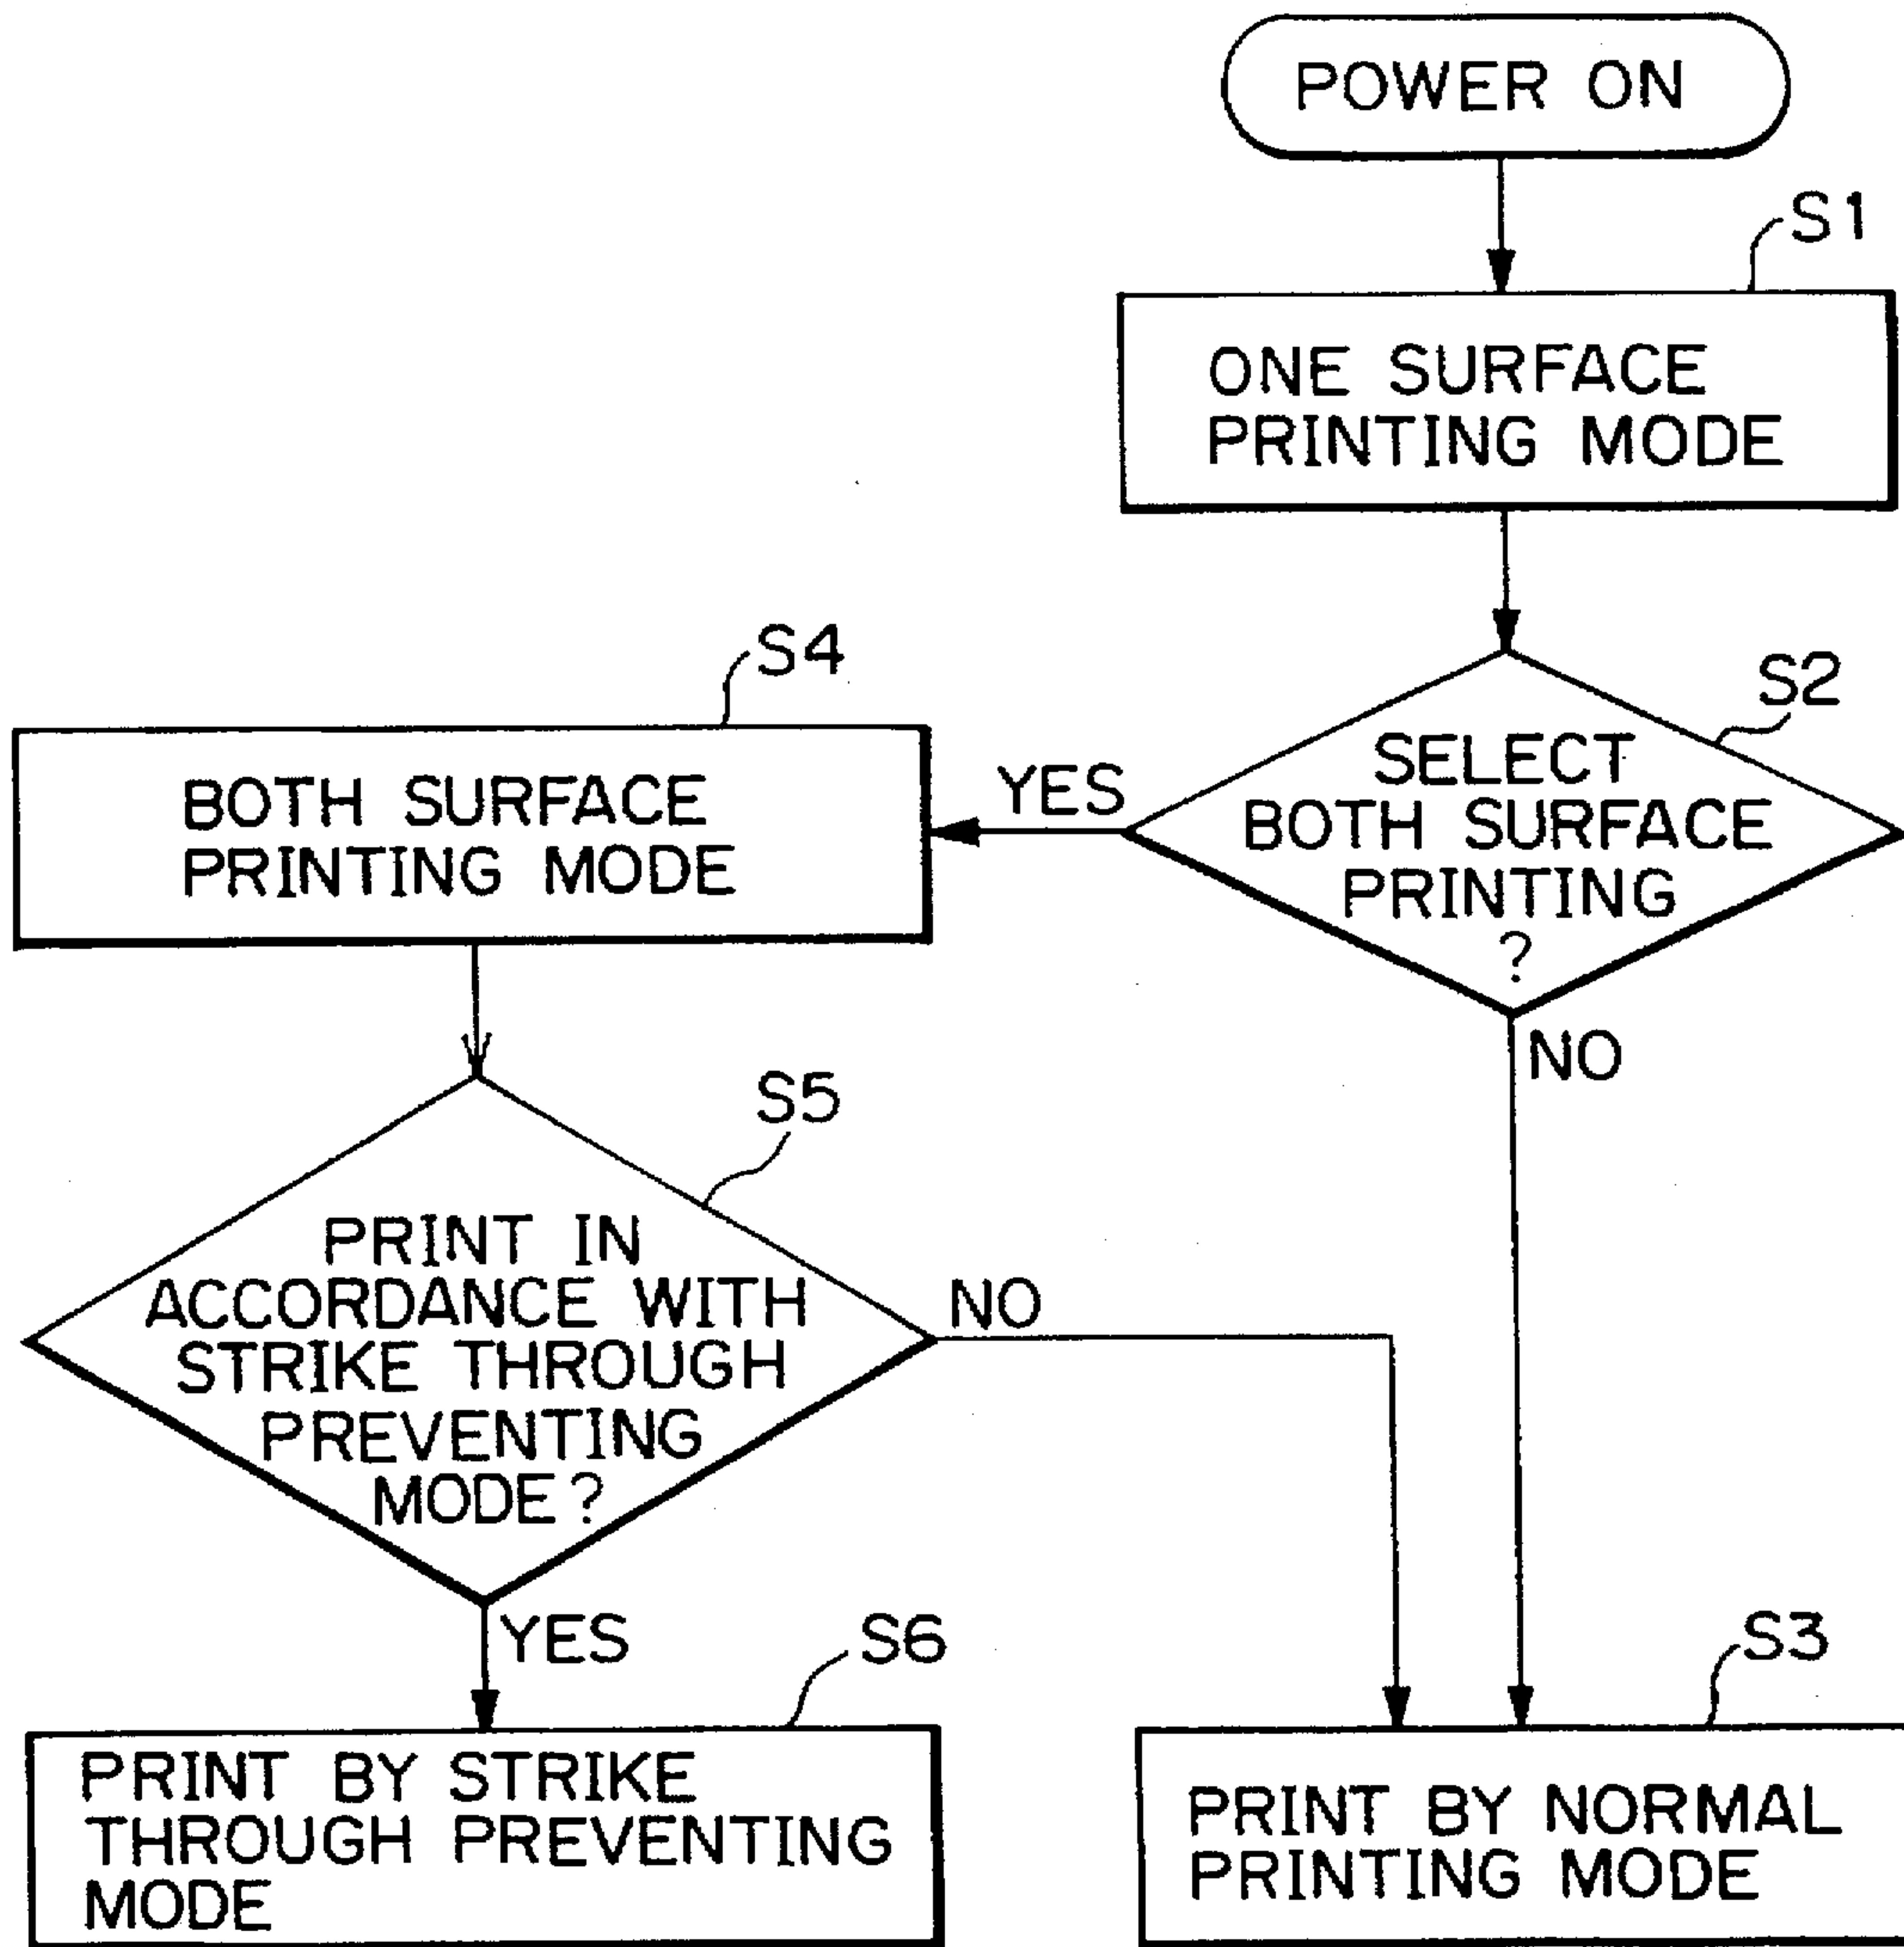 POWER ON
S1
ONE SURFACE
PRINTING MODE
S2
SELECT
BOTH SURFACE
PRINTING
?
YES
NO
S4
BOTH SURFACE
PRINTING MODE
S5
PRINT IN
ACCORDANCE WITH
STRIKE THROUGH
PREVENTING
MODE?
NO
YES
S6
PRINT BY STRIKE
THROUGH PREVENTING
MODE
S3
PRINT BY NORMAL
PRINTING MODE